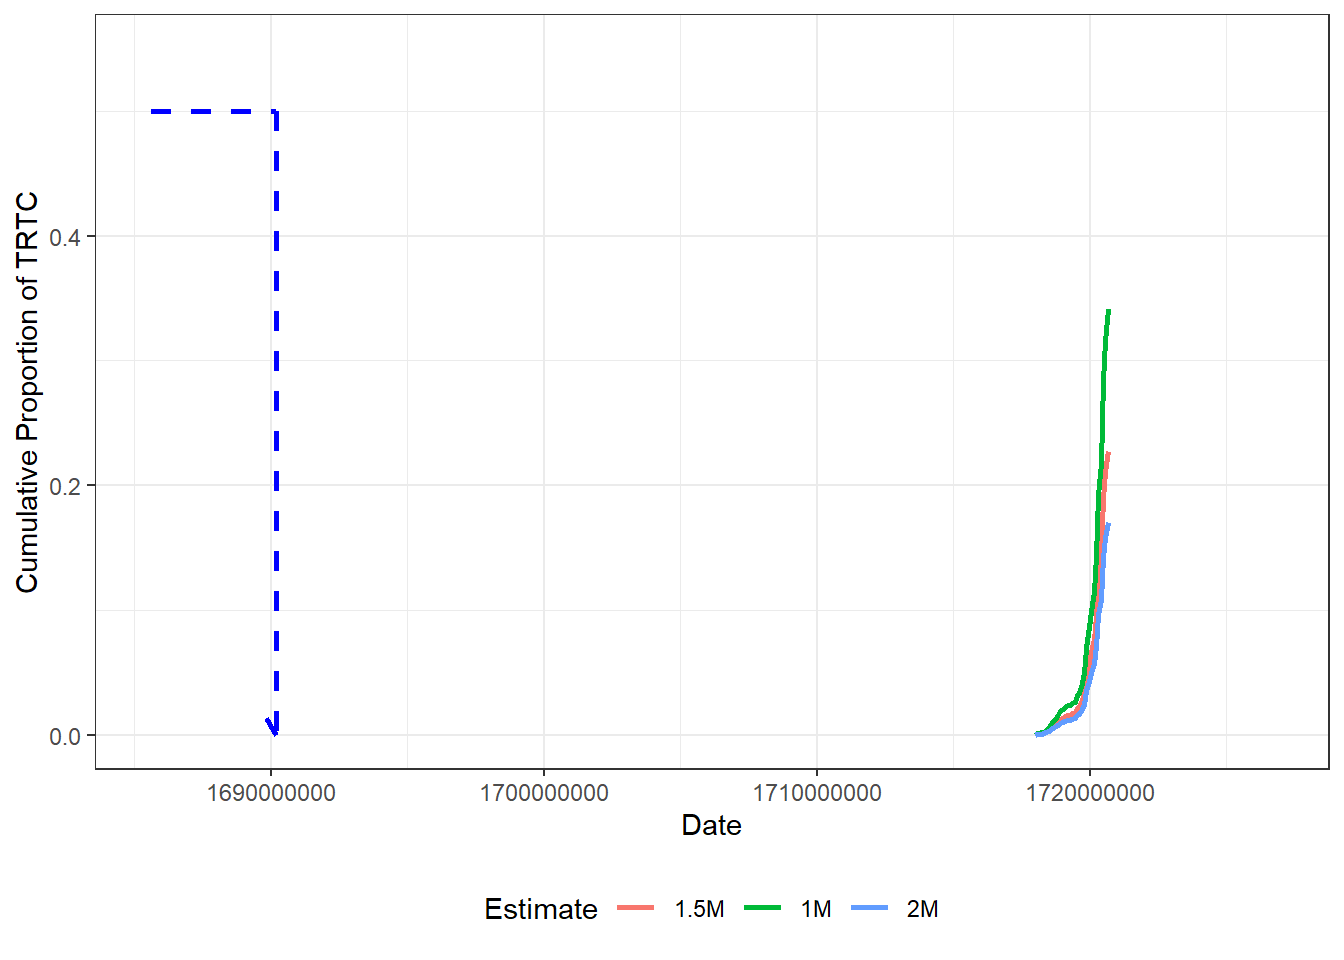 Cumulative Proportion of TRTC
0.4
0.2
0.0
1690000000 1700000000 1710000000 1720000000
Date
Estimate 1.5M 1M 2M